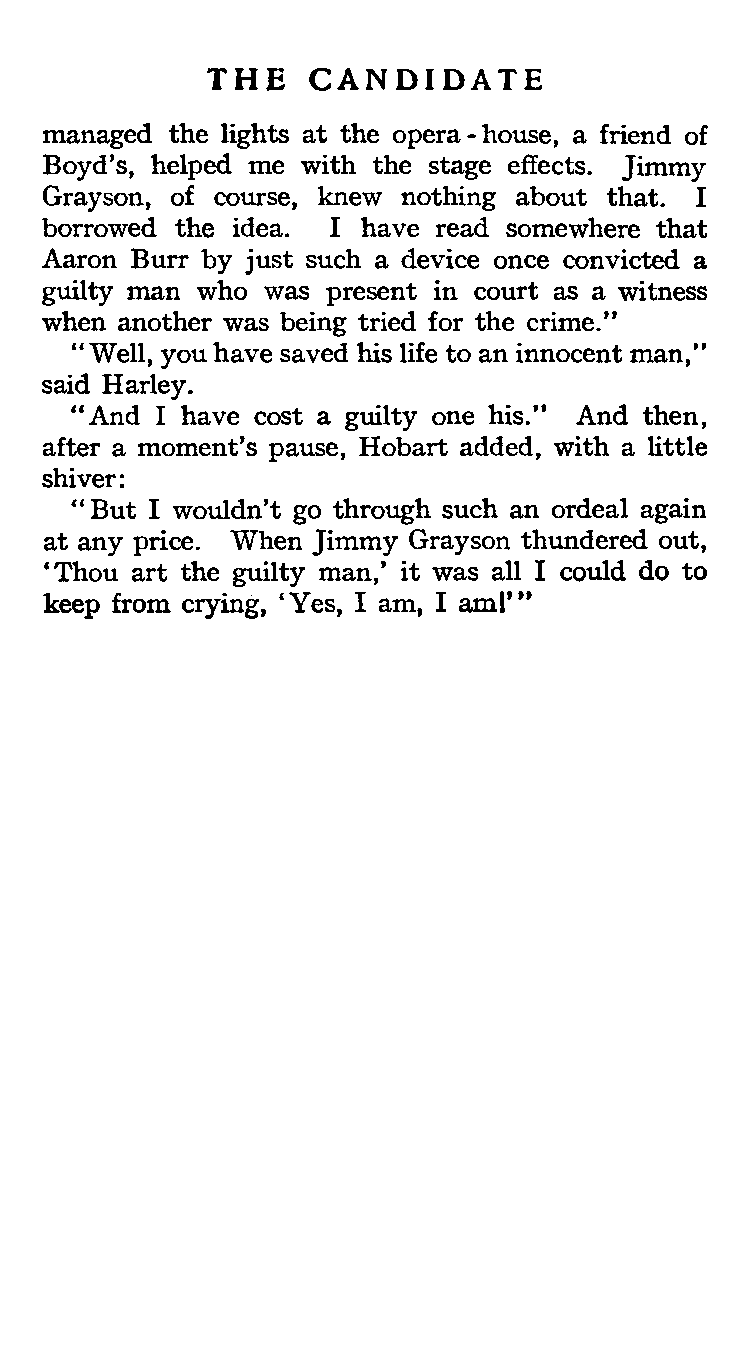 THE CANDIDATE
managed the lights at the opera-house, a friend of
Boyd's, helped me with the stage effects. Jimmy
Grayson, of course, knew nothing about that. I
borrowed the idea. I have read somewhere that
Aaron Burr by just such a device once convicted a
guilty man who was present in court as a witness
when another was being tried for the crime."
"Well, you have saved his life to an innocent man,"
said Harley.
"And I have cost a guilty one his." And then,
after a moment's pause, Hobart added, with a little
shiver:
"But I wouldn't go through such an ordeal again
at any price. When Jimmy Grayson thundered out,
'Thou art the guilty man,' it was all I could do to
keep from crying, 'Yes, I am, I am!'"